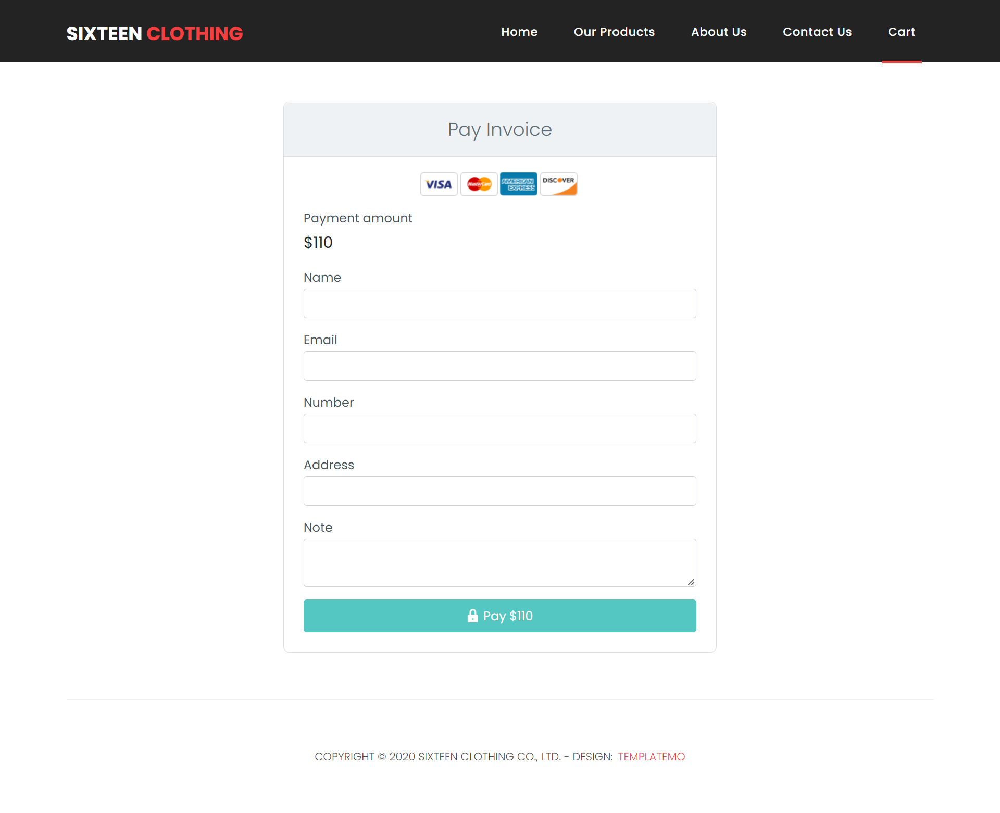 SIXTEEN CLOTHING
Home
Our Products
About Us
Contact Us
Cart
Pay Invoice
VISA
MasterCard
AMERICAN EXPRESS
DISCOVER
Payment amount
$110
Name
Email
Number
Address
Note
Pay $110
COPYRIGHT © 2020 SIXTEEN CLOTHING CO., LTD. - DESIGN: TEMPLATEMO